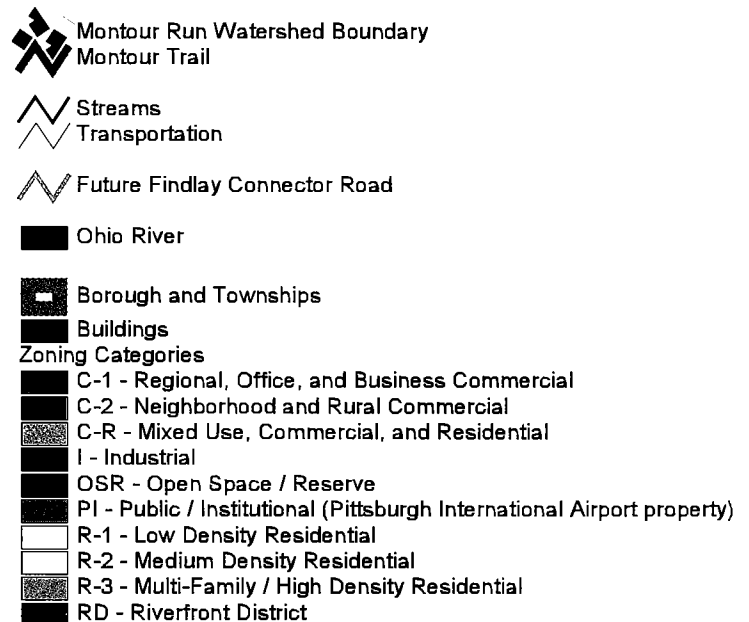 Montour Run Watershed Boundary
Montour Trail
Streams
Transportation
Future Findlay Connector Road
Ohio River
Borough and Townships
Buildings
Zoning Categories
C-1 - Regional, Office, and Business Commercial
C-2 - Neighborhood and Rural Commercial
C-R - Mixed Use, Commercial, and Residential
I - Industrial
OSR - Open Space / Reserve
PI - Public / Institutional (Pittsburgh International Airport property)
R-1 - Low Density Residential
R-2 - Medium Density Residential
R-3 - Multi-Family / High Density Residential
RD - Riverfront District